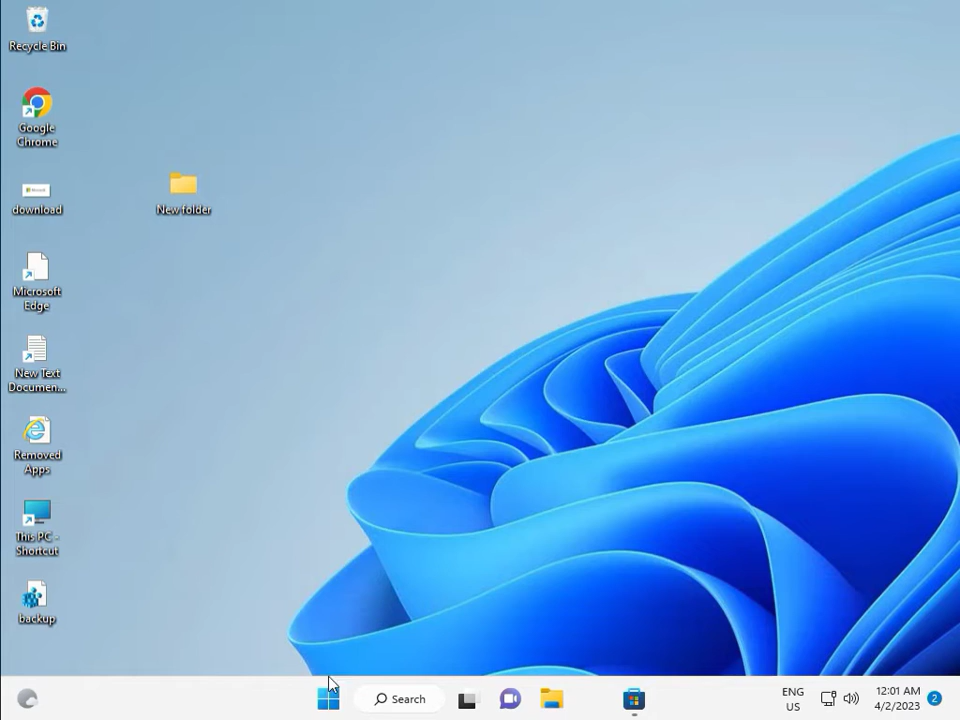 Recycle Bin
Google
Chrome
download
New folder
Microsoft
Edge
New Text
Documen...
Removed
Apps
This PC -
Shortcut
backup
Search
ENG
US
12:01 AM
4/2/2023
2